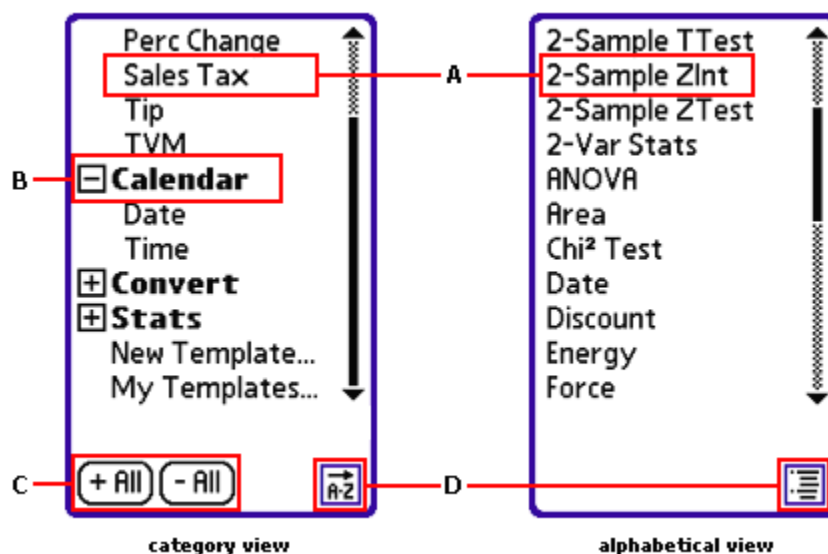 Perc Change
Sales Tax
Tip
TVM
Calendar
Date
Time
Convert
Stats
New Template...
My Templates...
+ All
- All
A-Z
category view
A
B
C
D
2-Sample TTest
2-Sample ZInt
2-Sample ZTest
2-Var Stats
ANOVA
Area
Chi² Test
Date
Discount
Energy
Force
alphabetical view